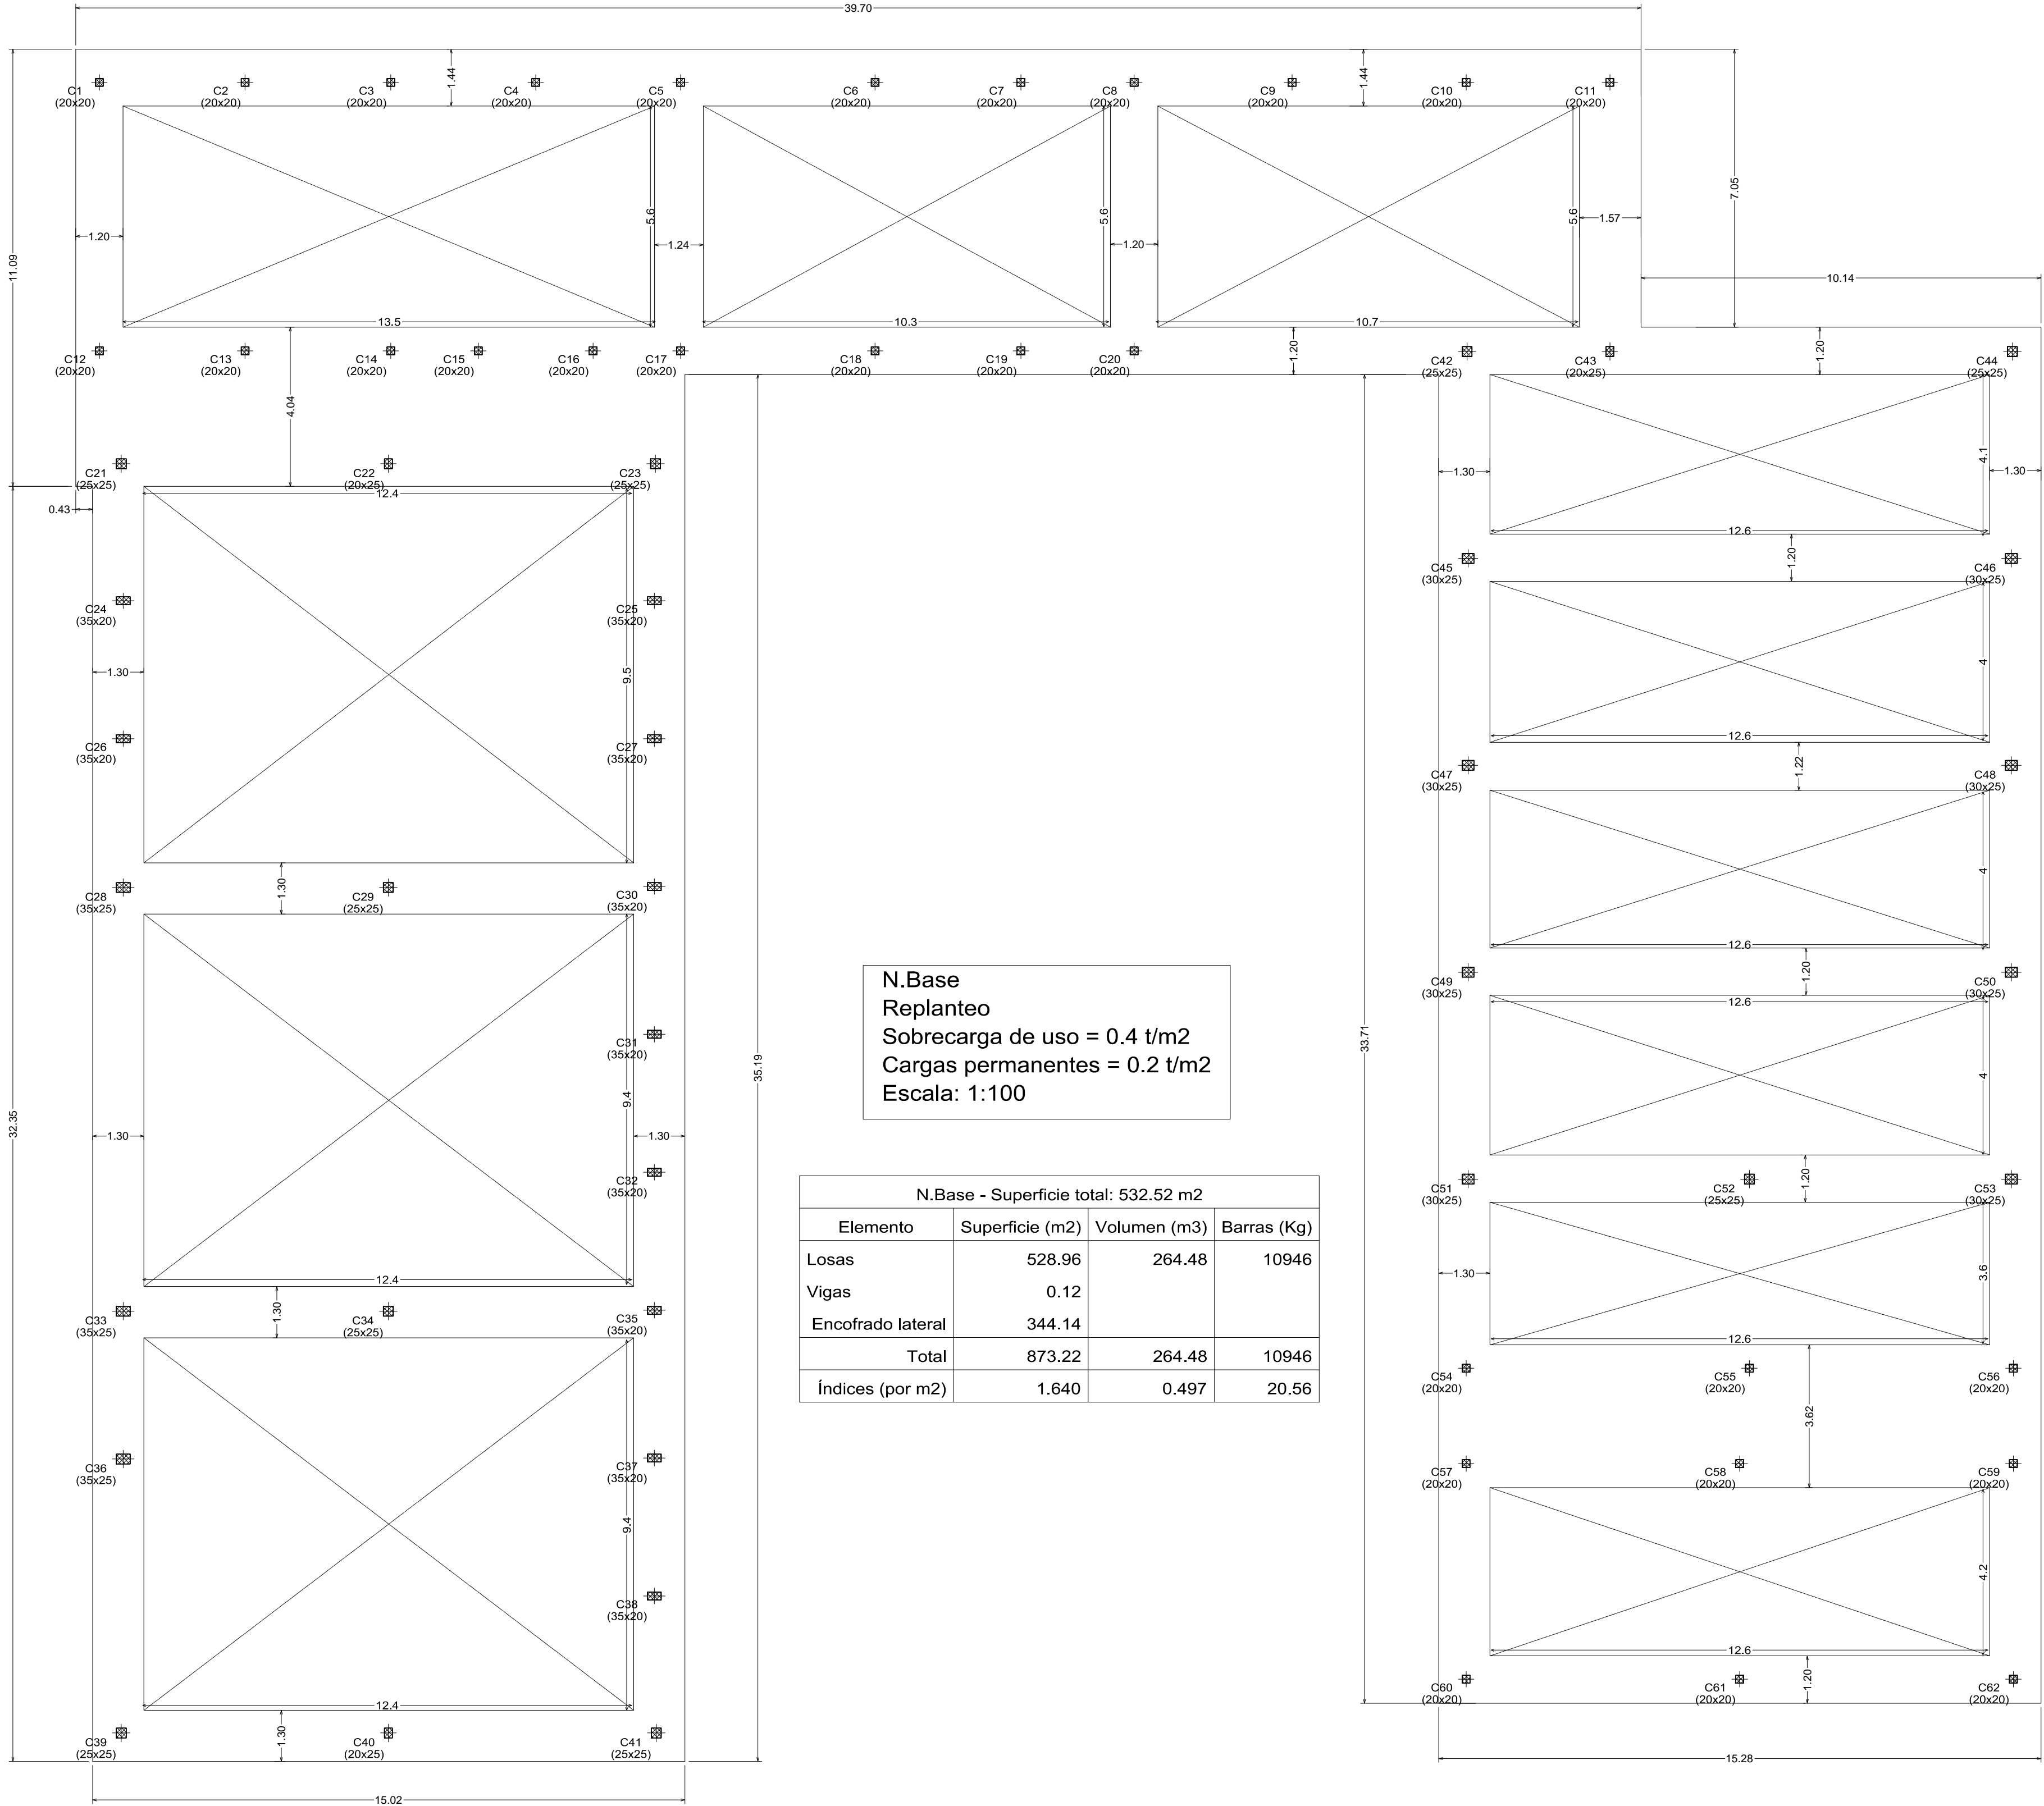 39.70
1.44
1.44
C1
(20x20)
C2
(20x20)
C3
(20x20)
C4
(20x20)
C5
(20x20)
C6
(20x20)
C7
(20x20)
C8
(20x20)
C9
(20x20)
C10
(20x20)
C11
(20x20)
7.05
11.09
1.20
5.6
1.24
5.6
1.20
5.6
1.57
10.14
13.5
10.3
10.7
C12
(20x20)
C13
(20x20)
C14
(20x20)
C15
(20x20)
C16
(20x20)
C17
(20x20)
C18
(20x20)
C19
(20x20)
C20
(20x20)
1.20
C42
(25x25)
C43
(20x25)
1.20
C44
(25x25)
4.04
1.30
4.1
1.30
C21
(25x25)
C22
(20x25)
C23
(25x25)
12.4
0.43
12.6
C45
(30x25)
1.20
C46
(30x25)
C24
(35x20)
C25
(35x20)
1.30
9.5
4
12.6
C26
(35x20)
C27
(35x20)
C47
(30x25)
1.22
C48
(30x25)
4
C28
(35x25)
1.30
C29
(25x25)
C30
(35x20)
12.6
C49
(30x25)
1.20
C50
(30x25)
12.6
N.Base
Replanteo
Sobrecarga de uso = 0.4 t/m2
Cargas permanentes = 0.2 t/m2
Escala: 1:100
C31
(35x20)
35.19
33.71
4
32.35
9.4
1.30
1.30
C32
(35x20)
1.20
C51
(30x25)
C52
(25x25)
C53
(30x25)
N.Base - Superficie total: 532.52 m2
Elemento Superficie (m2) Volumen (m3) Barras (Kg)
Losas 528.96 264.48 10946
Vigas 0.12
Encofrado lateral 344.14
Total 873.22 264.48 10946
Índices (por m2) 1.640 0.497 20.56
12.4
1.30
3.6
12.6
C33
(35x25)
1.30
C34
(25x25)
C35
(35x20)
C54
(20x20)
C55
(20x20)
C56
(20x20)
3.62
C36
(35x25)
C37
(35x20)
C57
(20x20)
C58
(20x20)
C59
(20x20)
9.4
4.2
C38
(35x20)
12.6
12.4
C60
(20x20)
C61
(20x20)
1.20
C62
(20x20)
C39
(25x25)
1.30
C40
(20x25)
C41
(25x25)
15.28
15.02